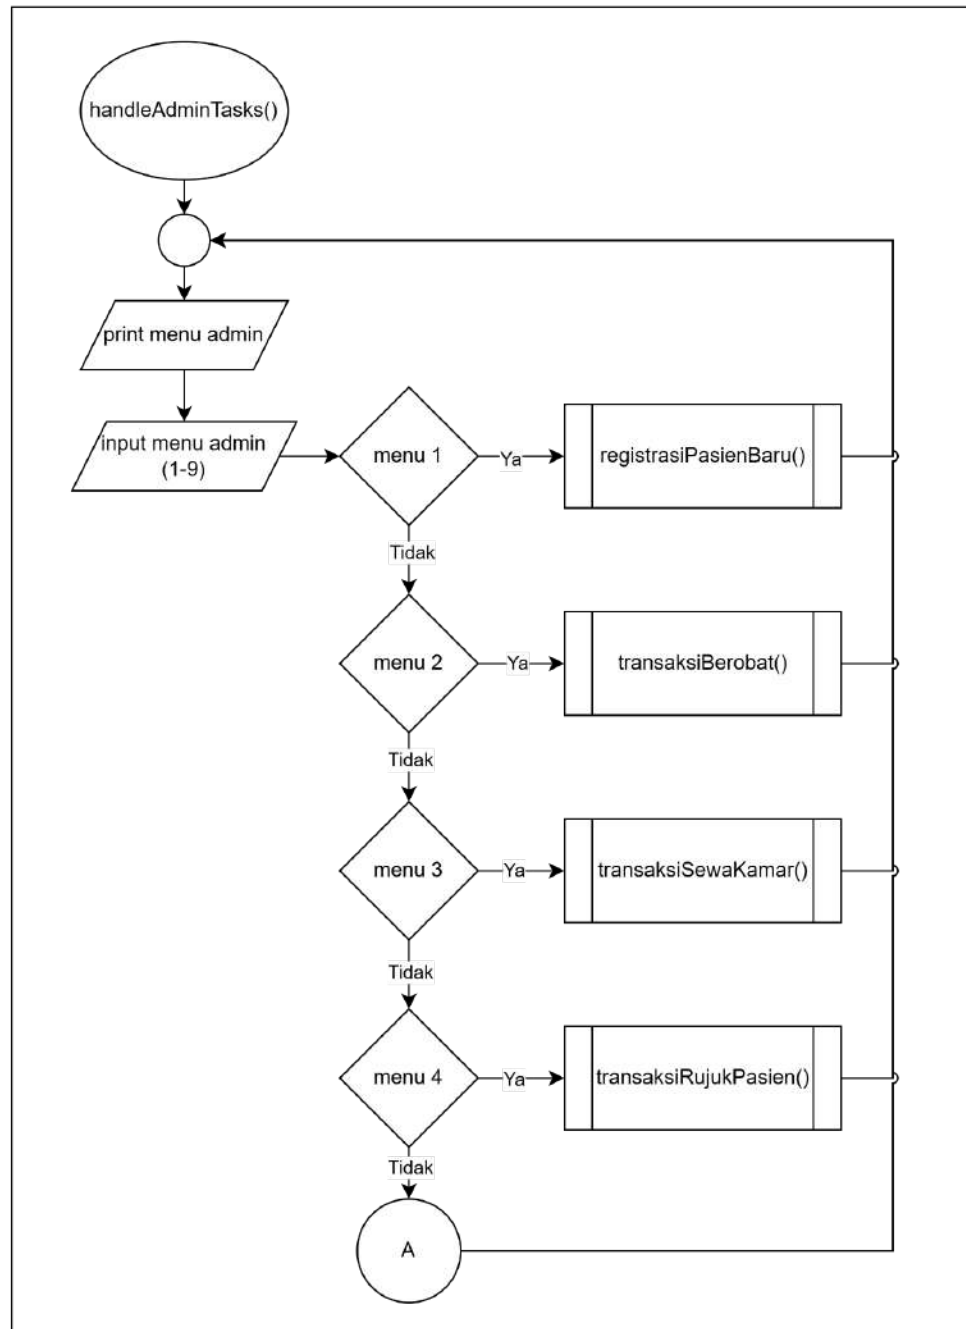 handleAdminTasks()
print menu admin
input menu admin
(1-9)
menu 1
Ya
registrasiPasienBaru()
Tidak
menu 2
Ya
transaksiBerobat()
Tidak
menu 3
Ya
transaksiSewaKamar()
Tidak
menu 4
Ya
transaksiRujukPasien()
Tidak
A